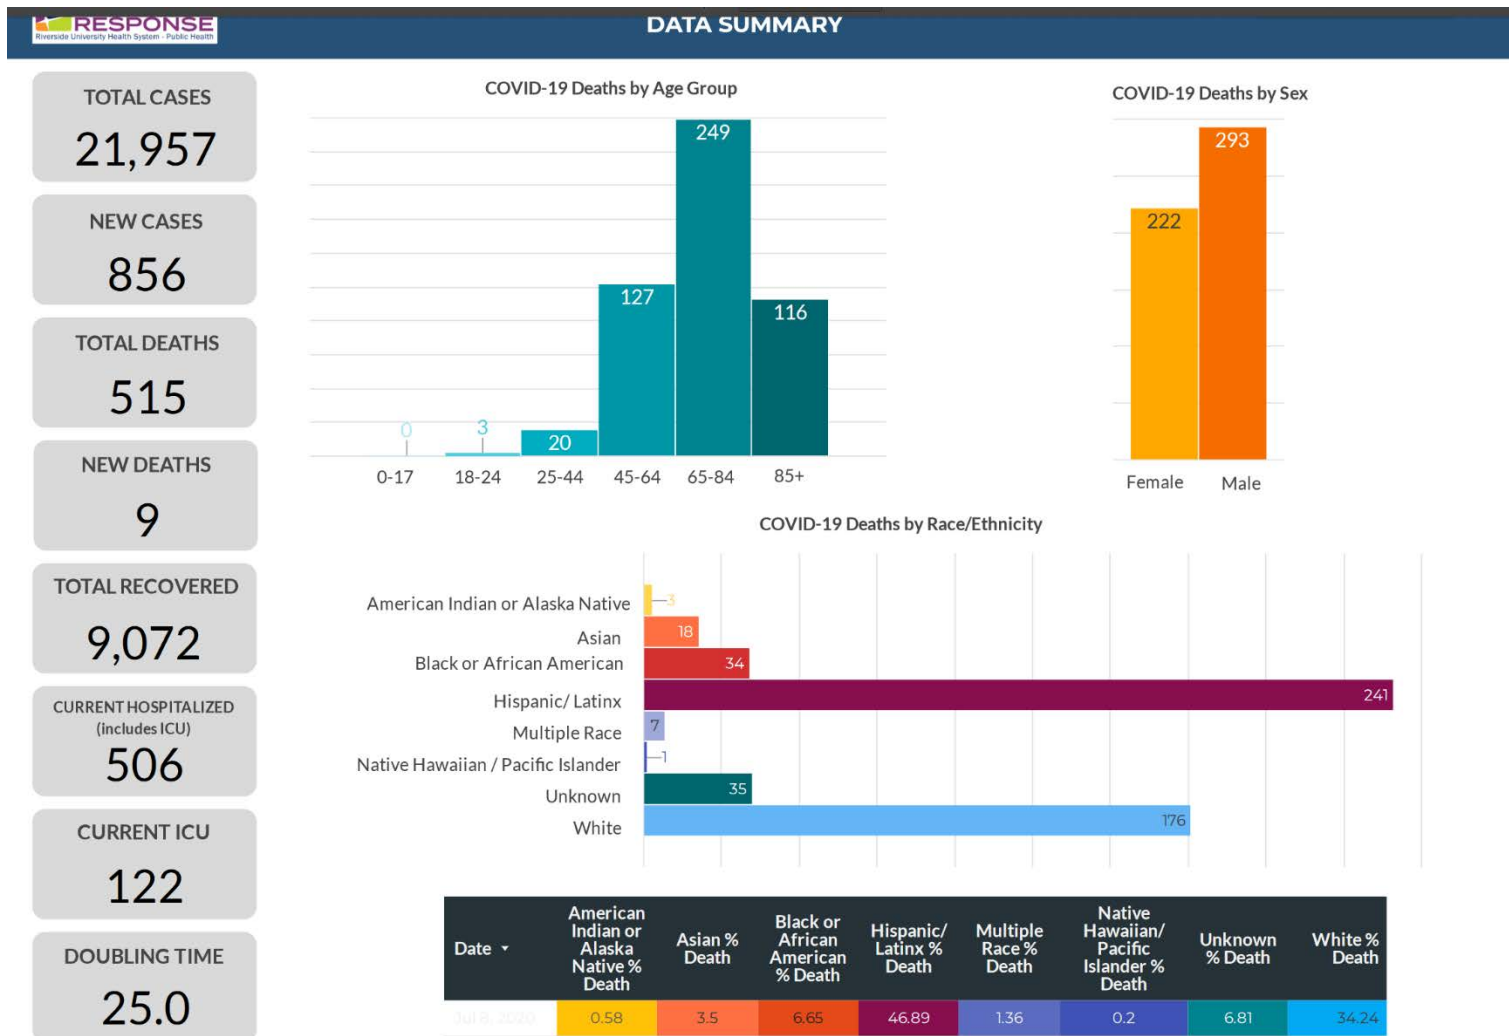 RESPONSE
Riverside University Health System - Public Health
DATA SUMMARY
TOTAL CASES
21,957
NEW CASES
856
TOTAL DEATHS
515
NEW DEATHS
9
TOTAL RECOVERED
9,072
CURRENT HOSPITALIZED
(includes ICU)
506
CURRENT ICU
122
DOUBLING TIME
25.0
COVID-19 Deaths by Age Group
249
127
116
0
3
20
0-17
18-24
25-44
45-64
65-84
85+
COVID-19 Deaths by Sex
293
222
Female
Male
COVID-19 Deaths by Race/Ethnicity
American Indian or Alaska Native
3
Asian
18
Black or African American
34
Hispanic/ Latinx
241
Multiple Race
7
Native Hawaiian / Pacific Islander
1
Unknown
35
White
176
Date
American
Indian or
Alaska
Native %
Death
Asian %
Death
Black or
African
American
% Death
Hispanic/
Latinx %
Death
Multiple
Race %
Death
Native
Hawaiian/
Pacific
Islander %
Death
Unknown
% Death
White %
Death
Jul 8, 2020
0.58
3.5
6.65
46.89
1.36
0.2
6.81
34.24